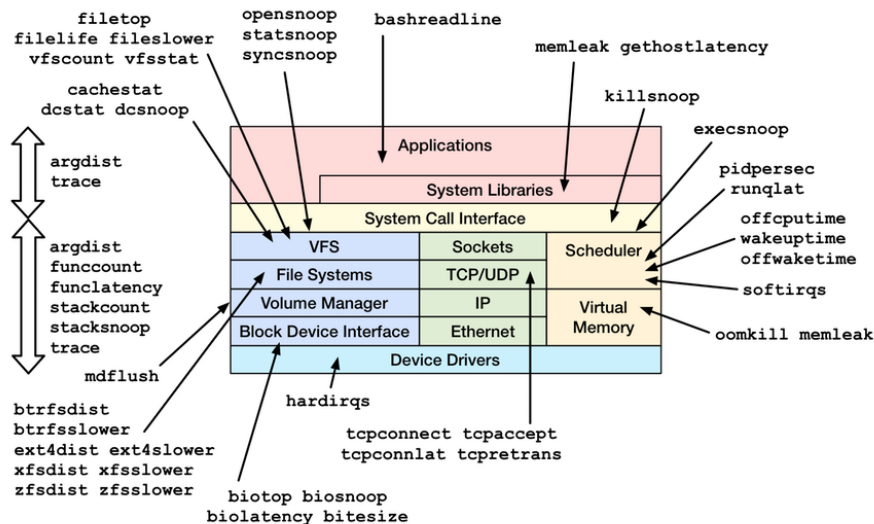 filetop
filelife fileslower
vfscount vfsstat
opensnoop
statsnoop
syncsnoop
bashreadline
memleak gethostlatency
cachestat
dcstat dcsnoop
killsnoop
execsnoop
argdist
trace
Applications
System Libraries
pidpersec
runqlat
System Call Interface
offcputime
wakeuptime
offwaketime
argdist
funccount
funclatency
stackcount
stacksnoop
trace
VFS
Sockets
Scheduler
File Systems
TCP/UDP
softirqs
Volume Manager
IP
Virtual
Memory
Block Device Interface
Ethernet
oomkill memleak
Device Drivers
mdflush
hardirqs
btrfsdist
btrfsslower
ext4dist ext4slower
xfsdist xfsslower
zfsdist zfsslower
tcpconnect tcpaccept
tcpconnlat tcpretrans
biotop biosnoop
biolatency bitesize